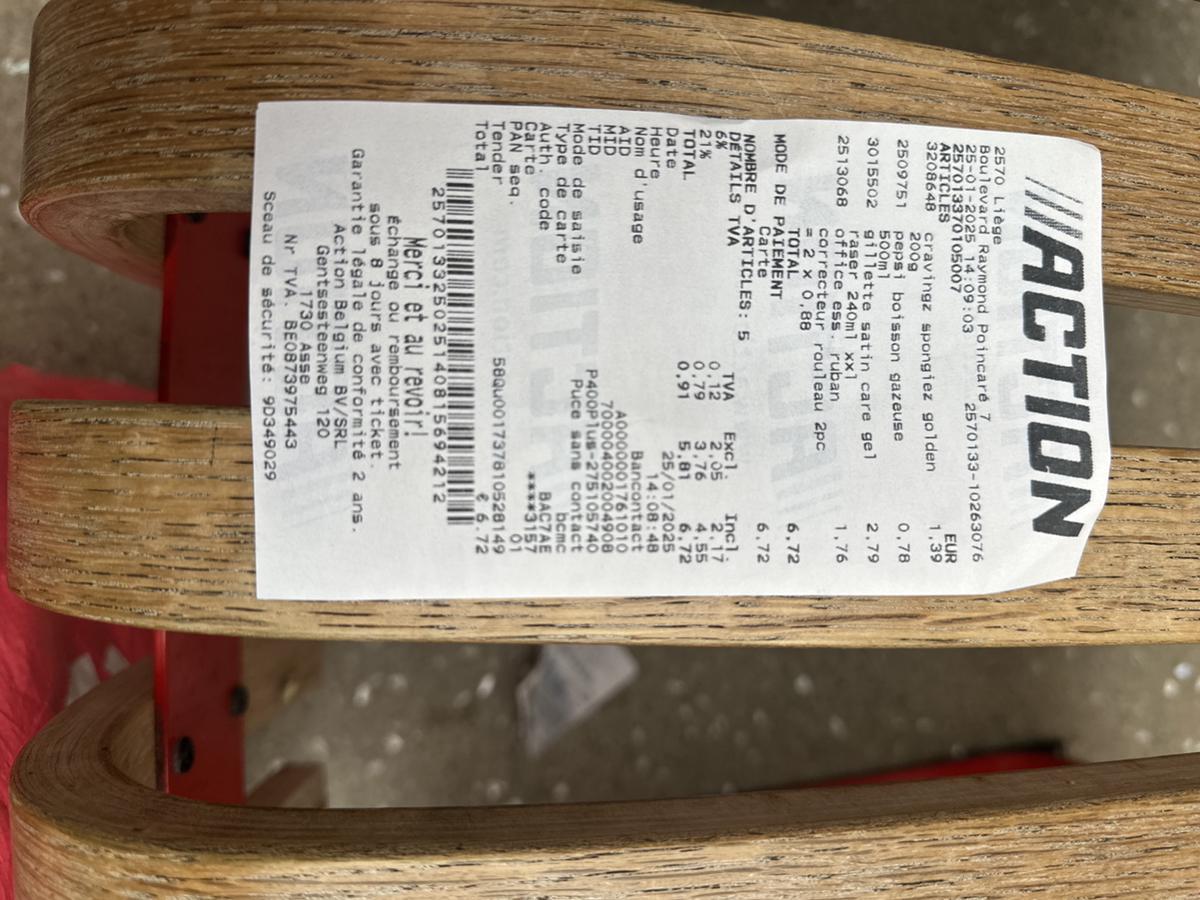 ACTION
2570 Liège
Boulevard Raymond Poincaré 7
25-01-2025 14:09:03 2570133-10263076
2570133701050​07
ARTICLES EUR
3208648 cravingz spongiez golden 1,39
200g
2509751 pepsi boisson gazeuse 0,78
500ml
3015502 gillette satin care gel 2,79
raser 240ml xxl
2513068 office ess. ruban 1,76
correcteur rouleau 2pc
= 2 x 0,88
TOTAL 6,72
MODE DE PAIEMENT
Carte 6,72
NOMBRE D'ARTICLES: 5
DÉTAILS TVA TVA Excl. Incl.
6% 0,12 2,05 2,17
21% 0,79 3,76 4,55
TOTAL 0,91 5,81 6,72
Date 25/01/2025
Heure 14:08:48
Nom d'usage Bancontact
AID A0000001761010
MID 700004002004908
TID P400Plus-275105740
Mode de saisie Puce sans contact
Type de carte bcmc
Auth. code BAC7AE
Carte ****3157
PAN seq. 01
Tender 58Qu001737810528149
Total € 6.72
2570133250251408156942​12
Merci et au revoir!
Échange ou remboursement
sous 8 jours avec ticket.
Garantie légale de conformité 2 ans.
Action Belgium BV/SRL
Gentsesteenweg 120
1730 Asse
Nr TVA. BE0873975443
Sceau de sécurité: 9D349029